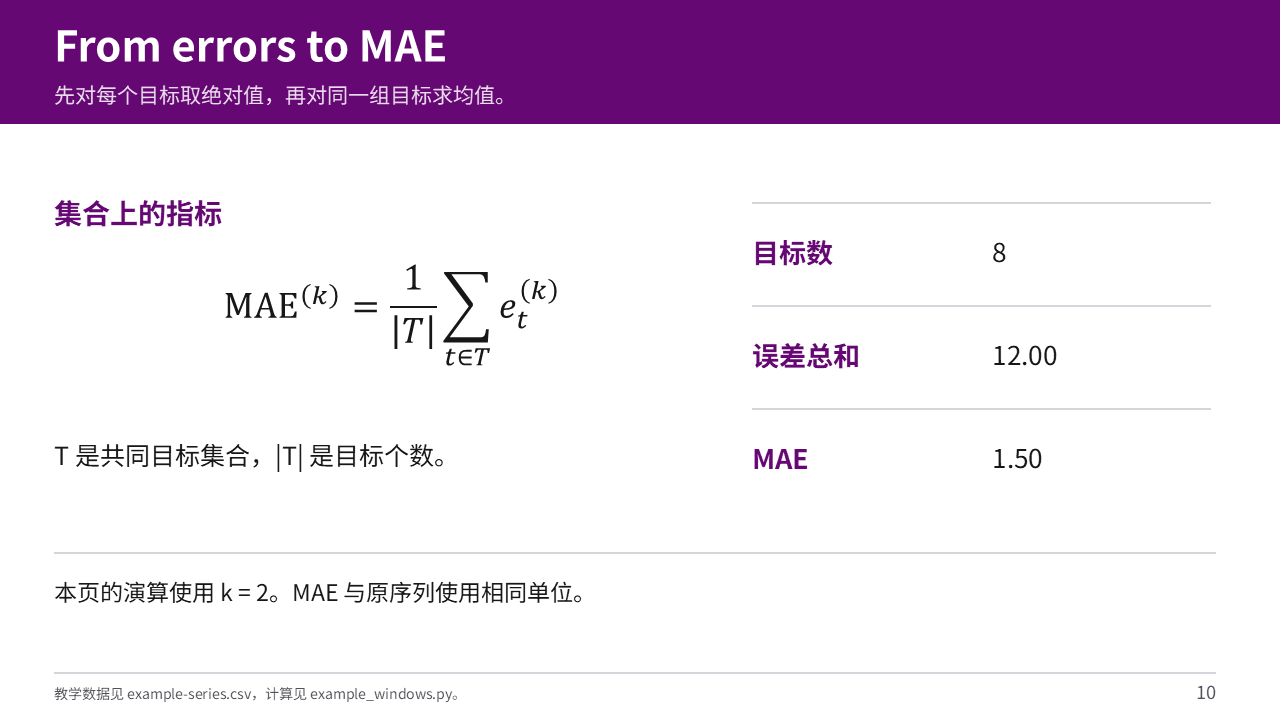 From errors to MAE
先对每个目标取绝对值，再对同一组目标求均值。
集合上的指标
MAE^{(k)} = \frac{1}{|T|} \sum_{t∈T} e_t^{(k)}
T 是共同目标集合，|T| 是目标个数。
目标数 8
误差总和 12.00
MAE 1.50
本页的演算使用 k = 2。MAE 与原序列使用相同单位。
教学数据见 example-series.csv，计算见 example_windows.py。
10